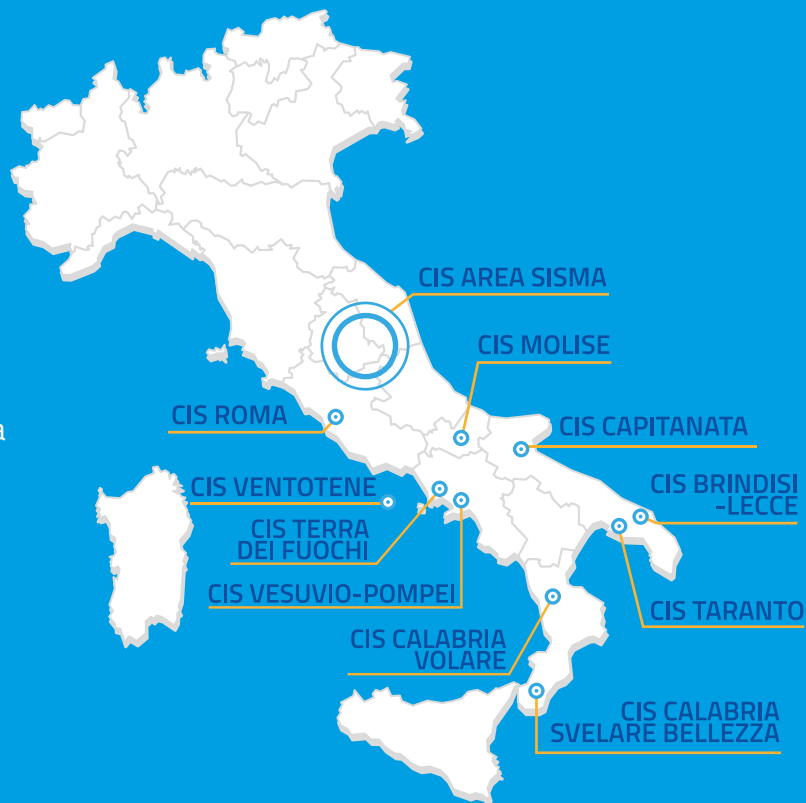 CIS AREA SISMA
CIS MOLISE
CIS ROMA
a
CIS CAPITANATA
CIS VENTOTENE
CIS BRINDISI
-LECCE
CIS TERRA
DEI FUOCHI
CIS VESUVIO-POMPEI
CIS TARANTO
CIS CALABRIA
VOLARE
CIS CALABRIA
SVELARE BELLEZZA